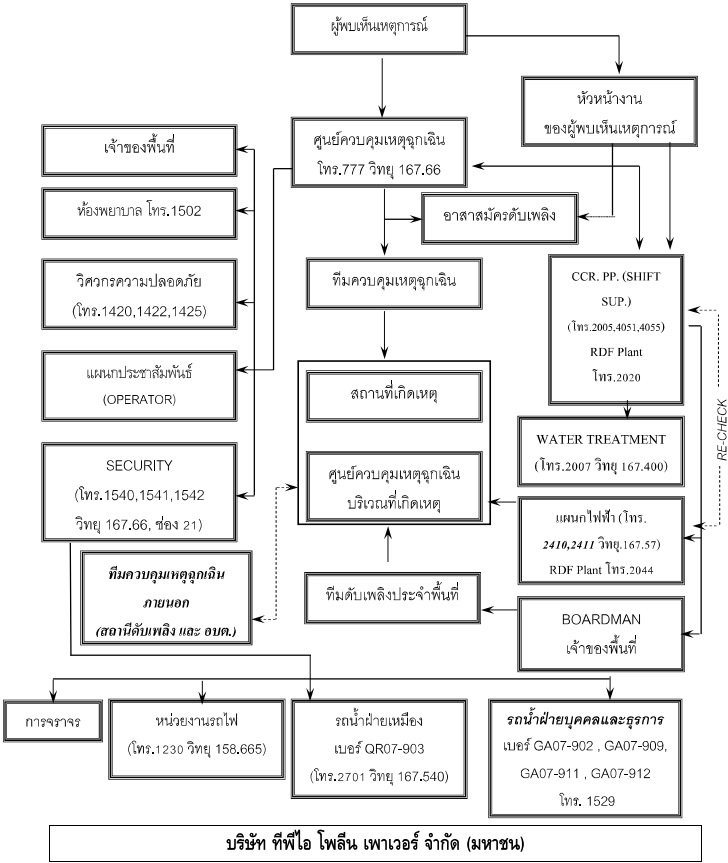 ผู้พบเห็นเหตุการณ์
หัวหน้างาน
ของผู้พบเห็นเหตุการณ์
ศูนย์ควบคุมเหตุฉุกเฉิน
โทร.777 วิทยุ 167.66
เจ้าของพื้นที่
ห้องพยาบาล โทร.1502
อาสาสมัครดับเพลิง
วิศวกรความปลอดภัย
(โทร.1420,1422,1425)
ทีมควบคุมเหตุฉุกเฉิน
CCR. PP. (SHIFT
SUP.)
(โทร.2005,4051,4055)
RDF Plant
โทร.2020
แผนกประชาสัมพันธ์
(OPERATOR)
สถานที่เกิดเหตุ
RE-CHECK
WATER TREATMENT
(โทร.2007 วิทยุ 167.400)
SECURITY
(โทร.1540,1541,1542
วิทยุ 167.66, ช่อง 21)
ศูนย์ควบคุมเหตุฉุกเฉิน
บริเวณที่เกิดเหตุ
แผนกไฟฟ้า (โทร.
2410,2411 วิทยุ.167.57)
RDF Plant โทร.2044
ทีมควบคุมเหตุฉุกเฉิน
ภายนอก
(สถานีดับเพลิง และ อบต.)
ทีมดับเพลิงประจำพื้นที่
BOARDMAN
เจ้าของพื้นที่
การจราจร
หน่วยงานรถไฟ
(โทร.1230 วิทยุ 158.665)
รถน้ำฝ่ายเหมือง
เบอร์ QR07-903
(โทร.2701 วิทยุ 167.540)
รถน้ำฝ่ายบุคคลและธุรการ
เบอร์ GA07-902 , GA07-909,
GA07-911 , GA07-912
โทร. 1529
บริษัท ทีพีไอ โพลีน เพาเวอร์ จำกัด (มหาชน)